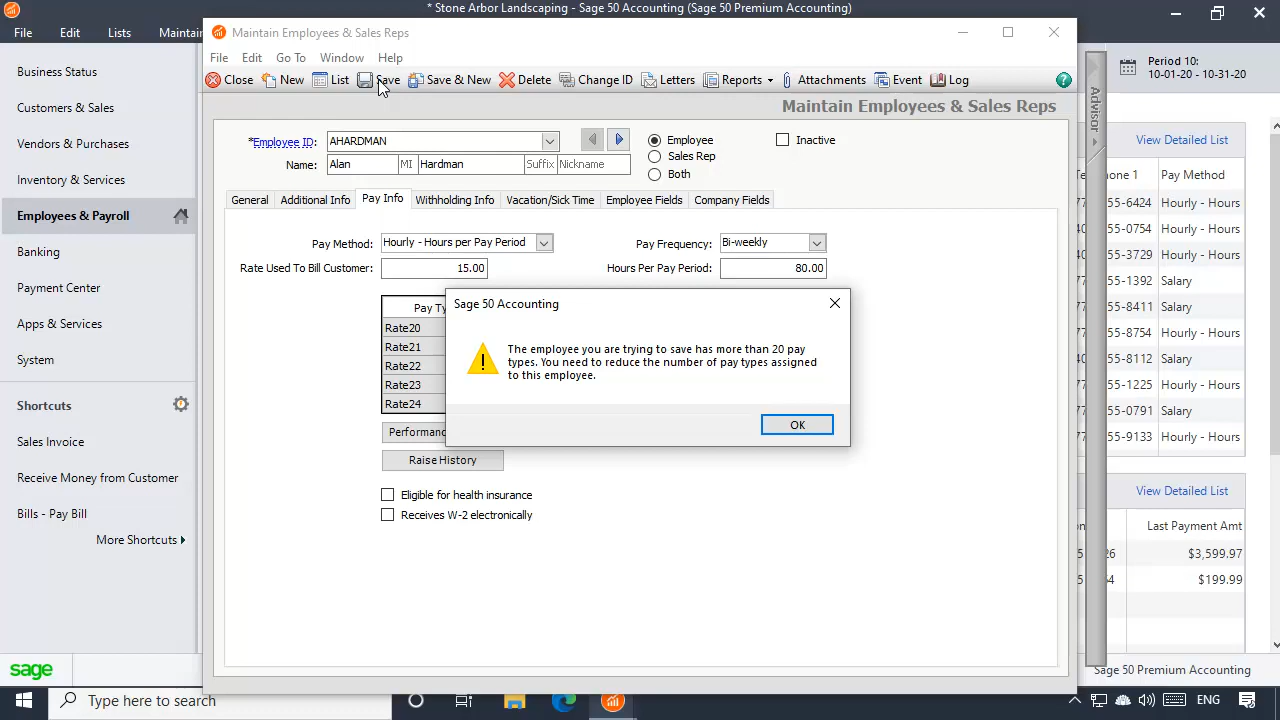 * Stone Arbor Landscaping - Sage 50 Accounting (Sage 50 Premium Accounting)
File Edit Lists
Business Status
Customers & Sales
Vendors & Purchases
Inventory & Services
Employees & Payroll
Banking
Payment Center
Apps & Services
System
Shortcuts
Sales Invoice
Receive Money from Customer
Bills - Pay Bill
More Shortcuts
sage
Maintain Employees & Sales Reps
File Edit Go To Window Help
Close New List Save Save & New Delete Change ID Letters Reports Attachments Event Log ?
Maintain Employees & Sales Reps
*Employee ID: AHARDMAN
Name: Alan MI Hardman Suffix Nickname
Employee
Sales Rep
Both
Inactive
General Additional Info Pay Info Withholding Info Vacation/Sick Time Employee Fields Company Fields
Pay Method: Hourly - Hours per Pay Period Pay Frequency: Bi-weekly
Rate Used To Bill Customer: 15.00 Hours Per Pay Period: 80.00
Rate20
Rate21
Rate22
Rate23
Rate24
Raise History
Eligible for health insurance
Receives W-2 electronically
Sage 50 Accounting
The employee you are trying to save has more than 20 pay
types. You need to reduce the number of pay types assigned
to this employee.
OK
Advisor
Period 10:
10-01-20 - 10-31-20
View Detailed List
Pay Method
Hourly - Hours
Hourly - Hours
Hourly - Hours
Salary
Salary
Hourly - Hours
Salary
Hourly - Hours
Salary
Hourly - Hours
View Detailed List
Last Payment Amt
$3,599.97
$199.99
Sage 50 Premium Accounting
Type here to search
ENG